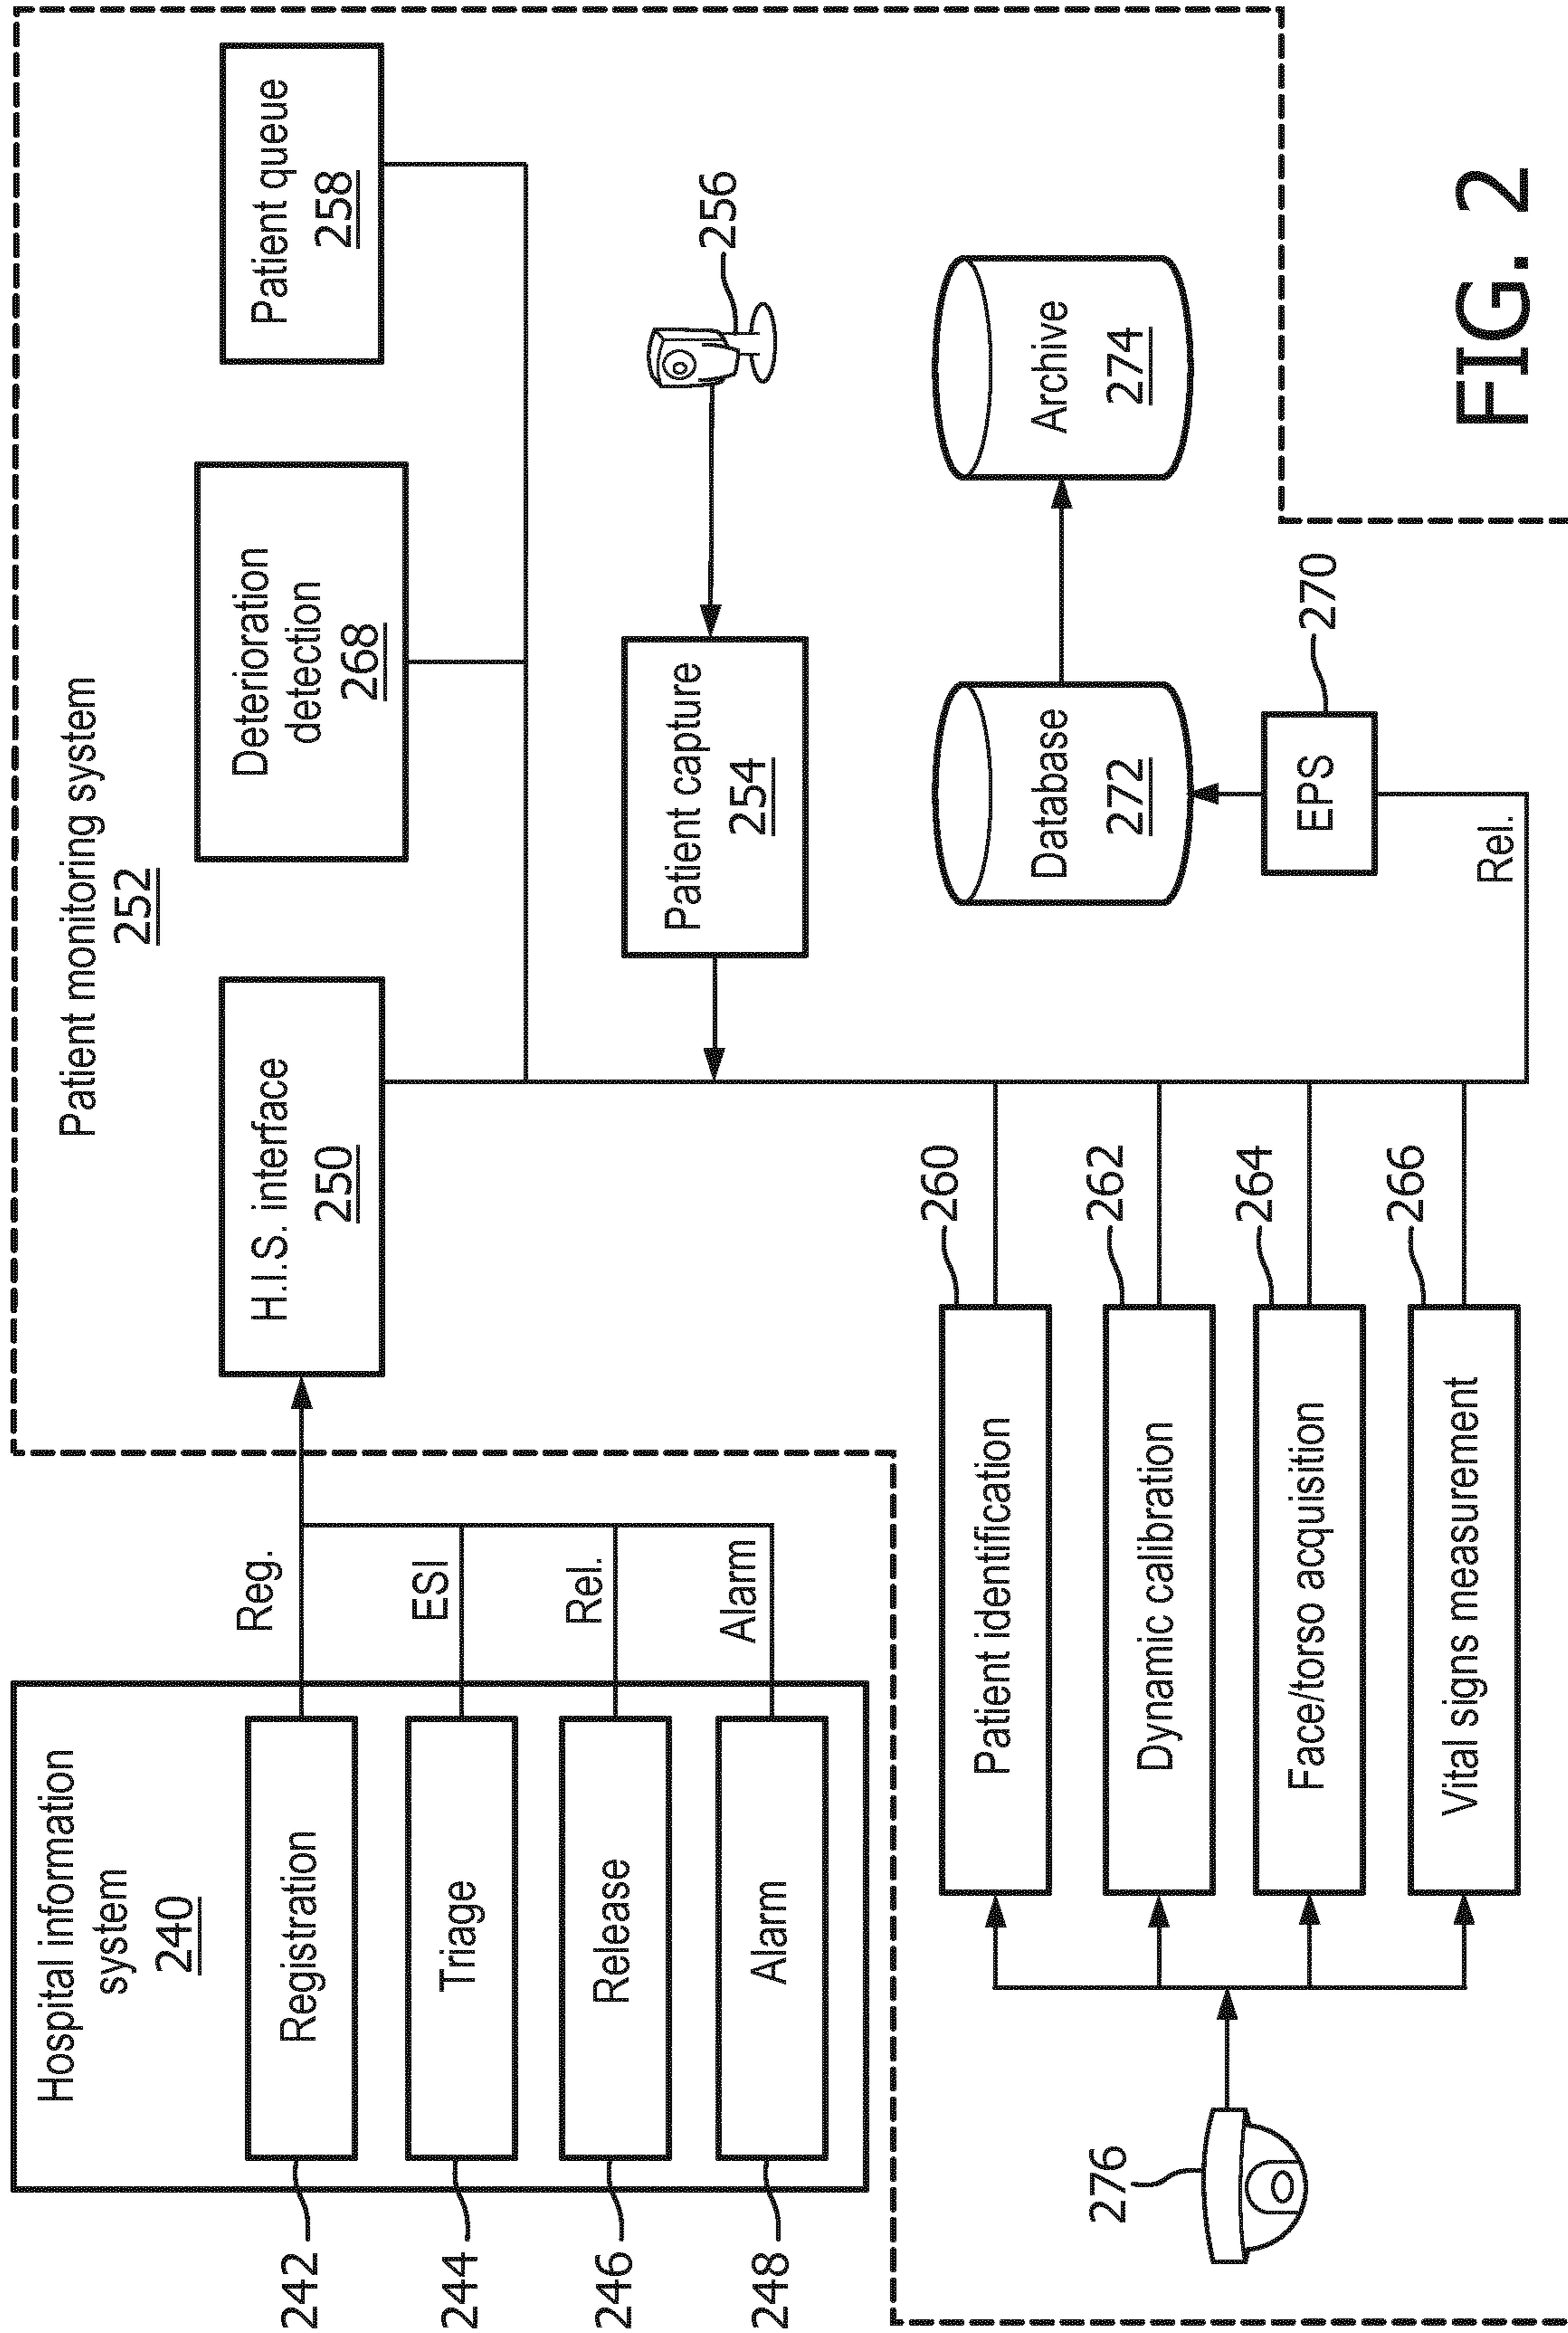 Hospital information
system
240
242
Registration
Reg.
244
Triage
ESI
246
Release
Rel.
248
Alarm
Alarm
Patient monitoring system
252
H.I.S. interface
250
Deterioration
detection
268
Patient queue
258
Patient capture
254
256
276
Patient identification
260
Dynamic calibration
262
Face/torso acquisition
264
Vital signs measurement
266
Database
272
Archive
274
EPS
270
Rel.
FIG. 2